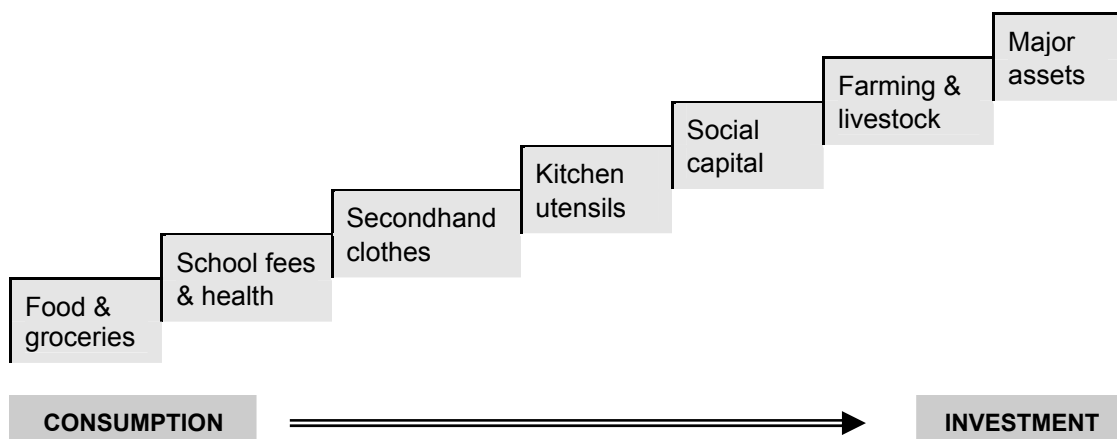 Major
assets
Farming &
livestock
Social
capital
Kitchen
utensils
Secondhand
clothes
School fees
& health
Food &
groceries
CONSUMPTION
INVESTMENT